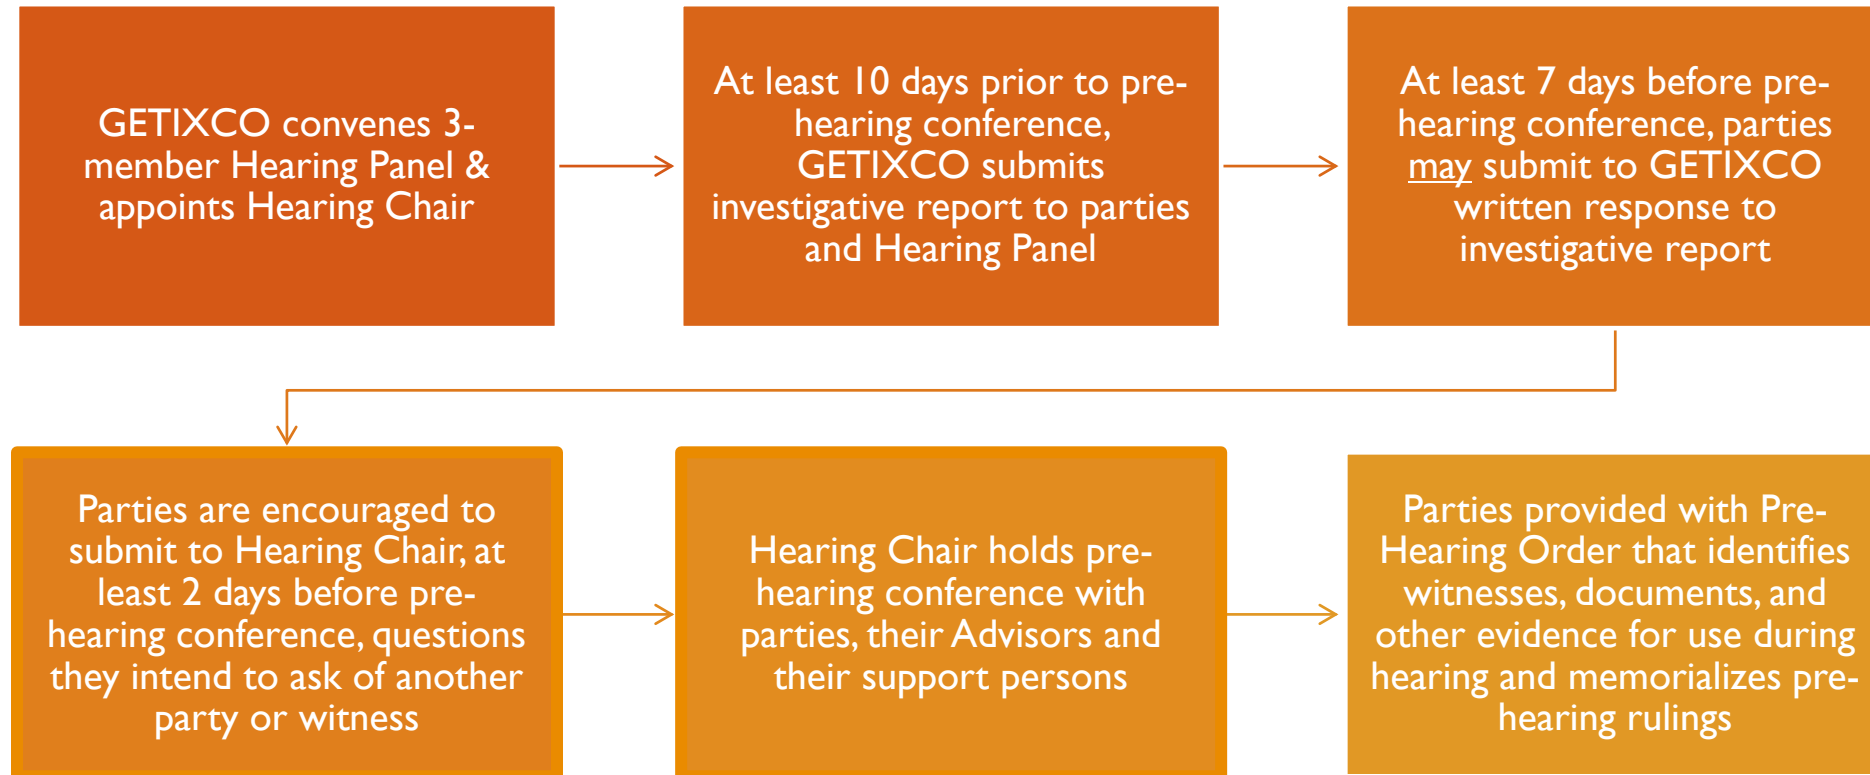 GETIXCO convenes 3-
member Hearing Panel &
appoints Hearing Chair
At least 10 days prior to pre-
hearing conference,
GETIXCO submits
investigative report to parties
and Hearing Panel
At least 7 days before pre-
hearing conference, parties
may submit to GETIXCO
written response to
investigative report
Parties are encouraged to
submit to Hearing Chair, at
least 2 days before pre-
hearing conference, questions
they intend to ask of another
party or witness
Hearing Chair holds pre-
hearing conference with
parties, their Advisors and
their support persons
Parties provided with Pre-
Hearing Order that identifies
witnesses, documents, and
other evidence for use during
hearing and memorializes pre-
hearing rulings